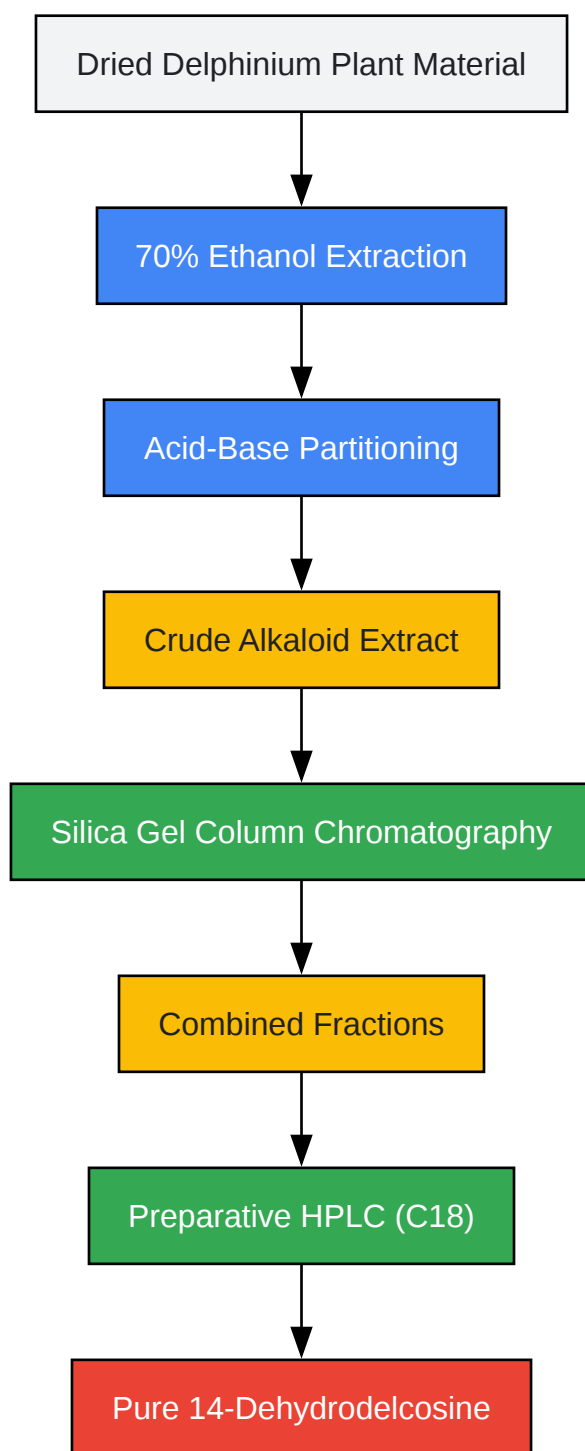 Dried Delphinium Plant Material
70% Ethanol Extraction
Acid-Base Partitioning
Crude Alkaloid Extract
Silica Gel Column Chromatography
Combined Fractions
Preparative HPLC (C18)
Pure 14-Dehydrodelcosine